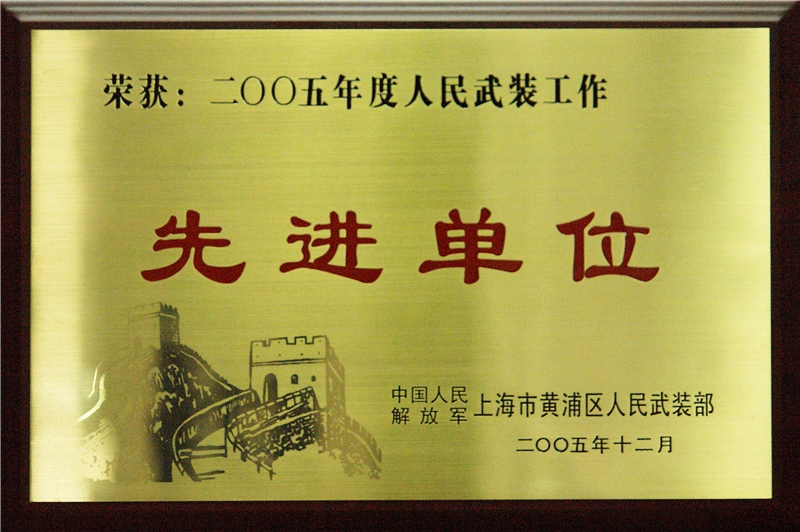 荣获：二〇〇五年度人民武装工作
先进单位
中国人民解放军 上海市黄浦区人民武装部
二〇〇五年十二月